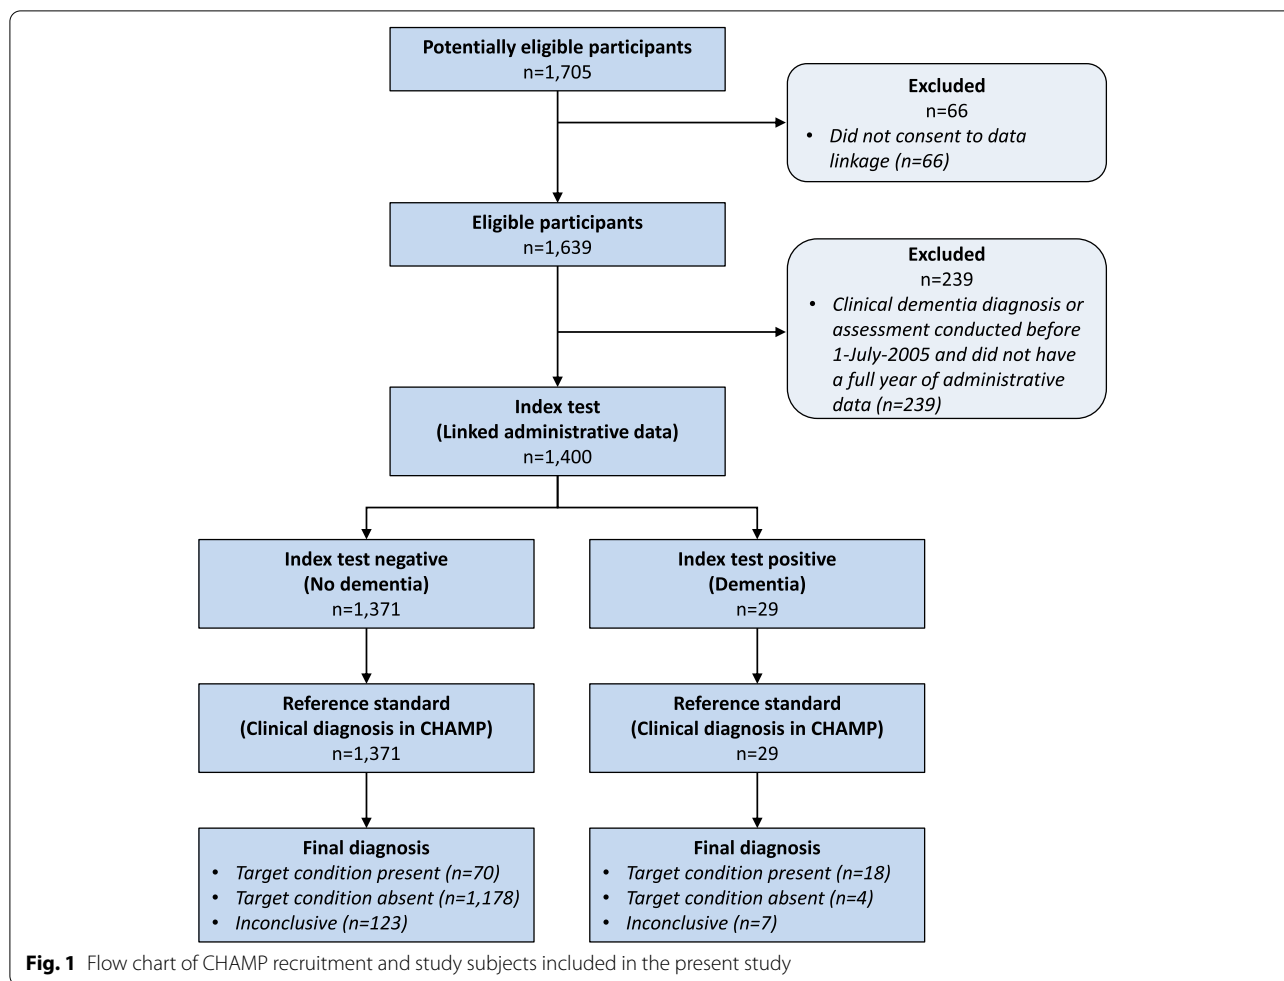 Potentially eligible participants
n=1,705
Excluded
n=66
• Did not consent to data
linkage (n=66)
Eligible participants
n=1,639
Excluded
n=239
• Clinical dementia diagnosis or
assessment conducted before
1-July-2005 and did not have
a full year of administrative
data (n=239)
Index test
(Linked administrative data)
n=1,400
Index test negative
(No dementia)
n=1,371
Index test positive
(Dementia)
n=29
Reference standard
(Clinical diagnosis in CHAMP)
n=1,371
Reference standard
(Clinical diagnosis in CHAMP)
n=29
Final diagnosis
• Target condition present (n=70)
• Target condition absent (n=1,178)
• Inconclusive (n=123)
Final diagnosis
• Target condition present (n=18)
• Target condition absent (n=4)
• Inconclusive (n=7)
Fig. 1 Flow chart of CHAMP recruitment and study subjects included in the present study